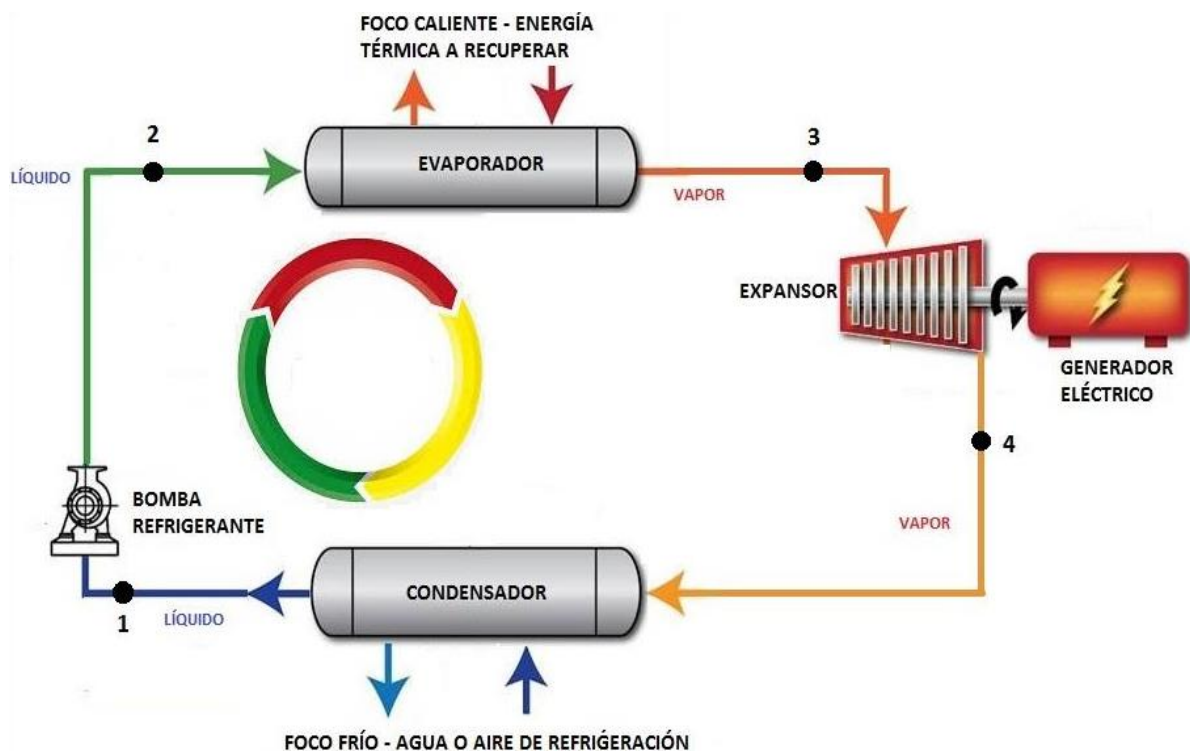 FOCO CALIENTE - ENERGÍA
TÉRMICA A RECUPERAR
2
3
LÍQUIDO
EVAPORADOR
VAPOR
EXPANSOR
GENERADOR
ELÉCTRICO
4
BOMBA
REFRIGERANTE
VAPOR
CONDENSADOR
1
LÍQUIDO
FOCO FRÍO - AGUA O AIRE DE REFRIGERACIÓN